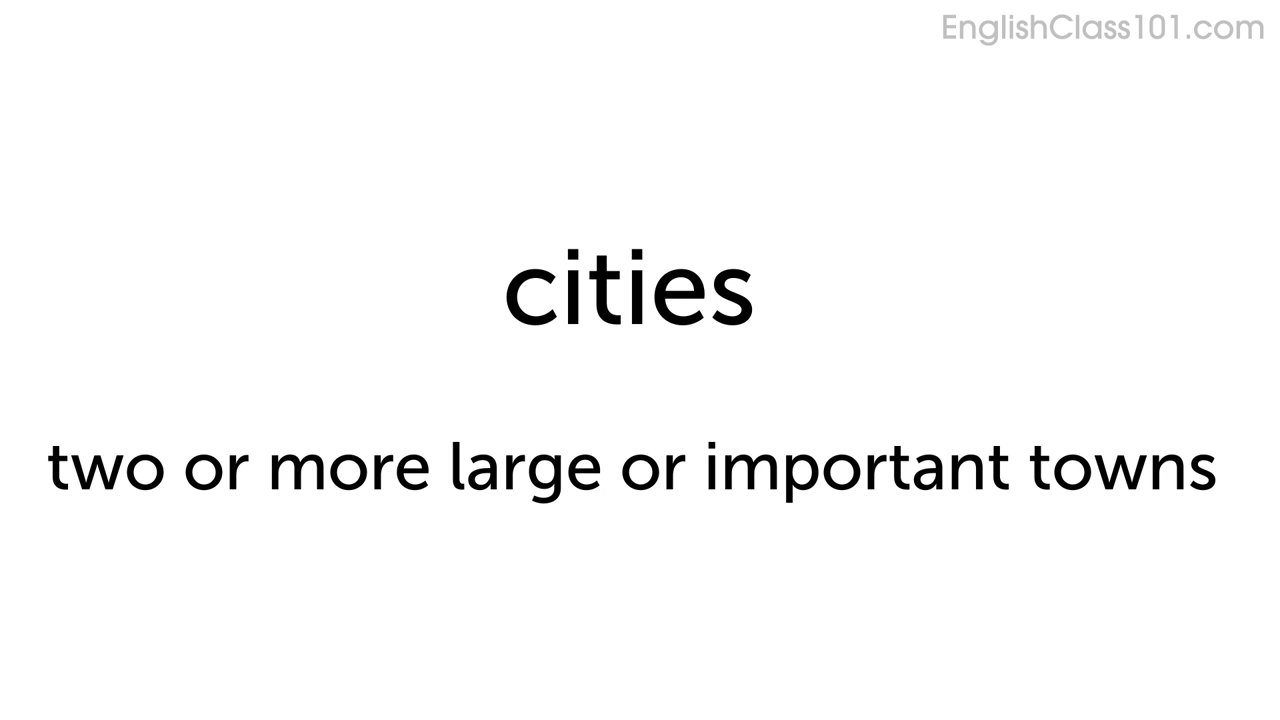 EnglishClass101.com
cities
two or more large or important towns